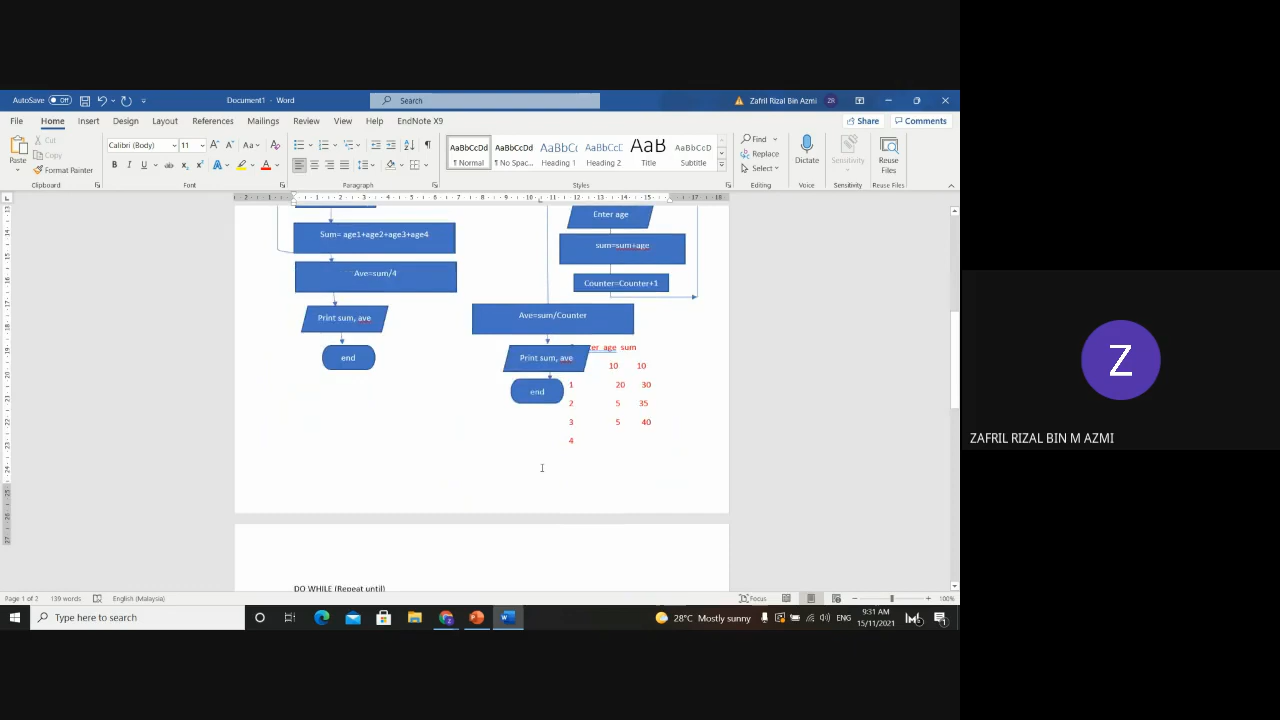 AutoSave Off
Document1 - Word
Search
Zafril Rizal Bin Azmi ZR
File Home Insert Draw Design Layout References Mailings Review View Help EndNote X9
Share Comments
Paste
Cut
Copy
Format Painter
Calibri (Body) 11
AaBbCcDd AaBbCcDd AaBbC AaBbCcE AaB AaBbCcD
¶ Normal ¶ No Spac... Heading 1 Heading 2 Title Subtitle
Find
Replace
Select
Dictate
Sensitivity
Reuse Files
Clipboard Font Paragraph Styles Editing Voice Sensitivity Reuse Files
Sum= age1+age2+age3+age4
Ave=sum/4
Print sum, ave
end
Enter age
sum=sum+age
Counter=Counter+1
Ave=sum/Counter
Print sum, ave
end
age sum
10 10
1 20 30
2 5 35
3 5 40
4
DO WHILE (Repeat until)
Page 1 of 2 139 words English (Malaysia)
Focus
100%
Type here to search
28°C Mostly sunny
ENG
9:31 AM
15/11/2021
Z
ZAFRIL RIZAL BIN M AZMI